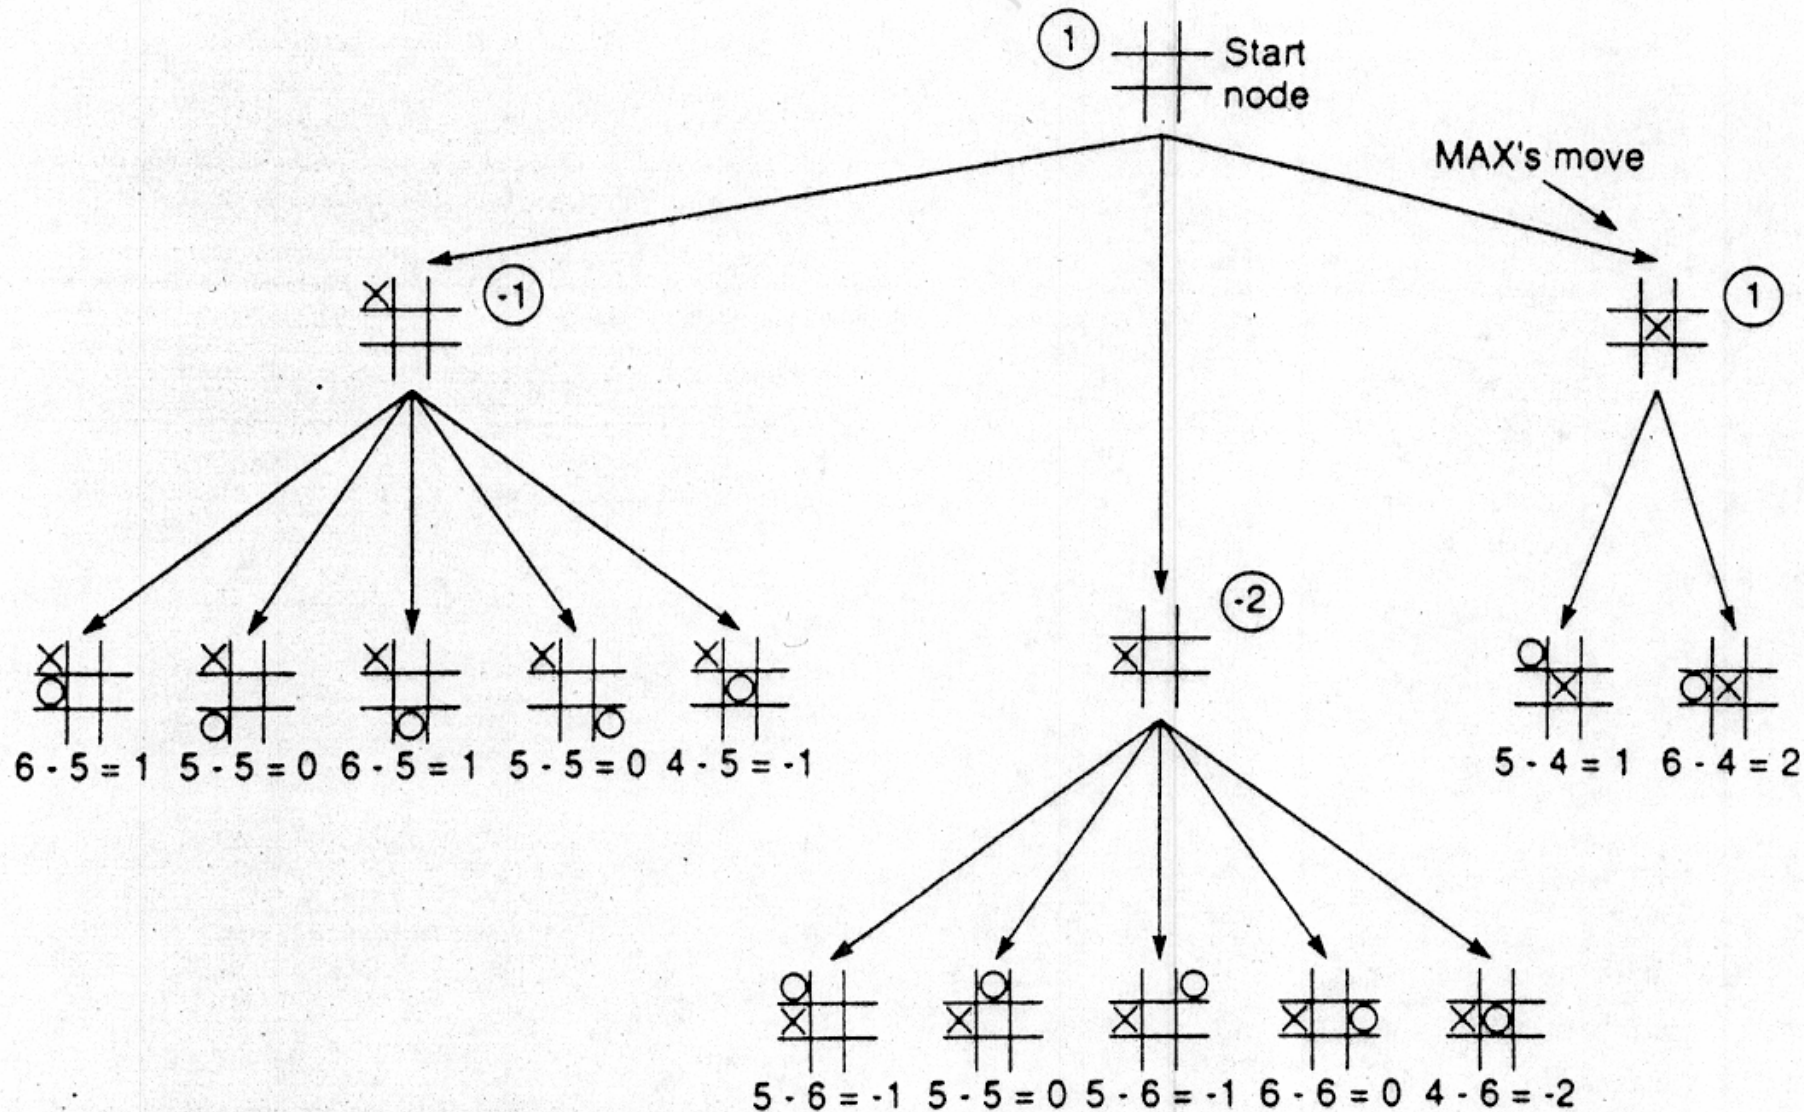 1 Start
node
MAX's move
-1
1
-2
6 - 5 = 1 5 - 5 = 0 6 - 5 = 1 5 - 5 = 0 4 - 5 = -1
5 - 4 = 1 6 - 4 = 2
5 - 6 = -1 5 - 5 = 0 5 - 6 = -1 6 - 6 = 0 4 - 6 = -2